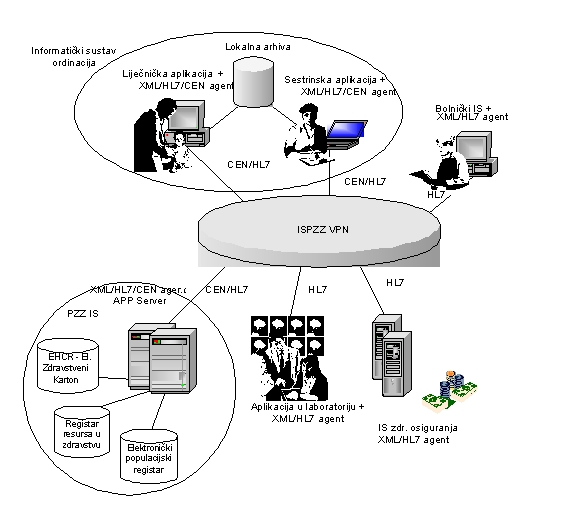 Informatički sustav
ordinacija
Lokalna arhiva
Liječnička aplikacija +
XML/HL7/CEN agent
Sestrinska aplikacija +
XML/HL7/CEN agent
Bolnički IS +
XML/HL7 agent
CEN/HL7
CEN/HL7
HL7
ISPZZ VPN
XML/HL7/CEN agen.
APP Server
CEN/HL7
HL7
HL7
PZZ IS
EHCR - El.
Zdravstveni
Karton
Registar
resursa u
zdravstvu
Elektronički
populacijski
registar
Aplikacija u laboratoriju +
XML/HL7 agent
IS zdr. osiguranja
XML/HL7 agent